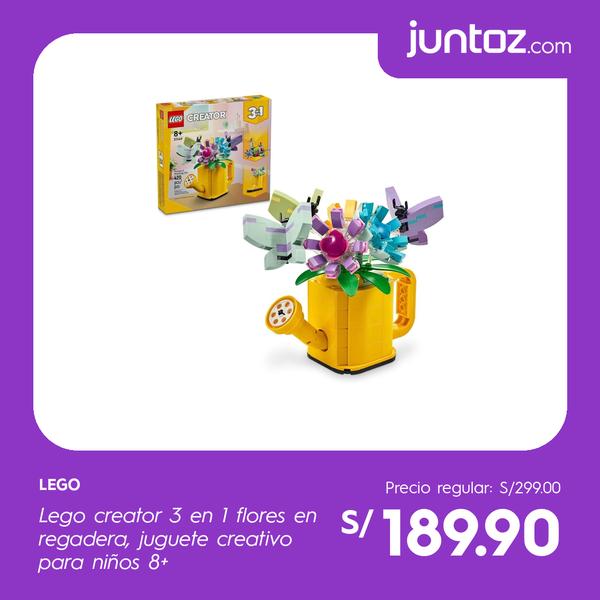 juntoz.com
LEGO CREATOR 3in1
8+
420
LEGO
Precio regular: S/299.00
Lego creator 3 en 1 flores en
regadera, juguete creativo
para niños 8+
S/ 189.90